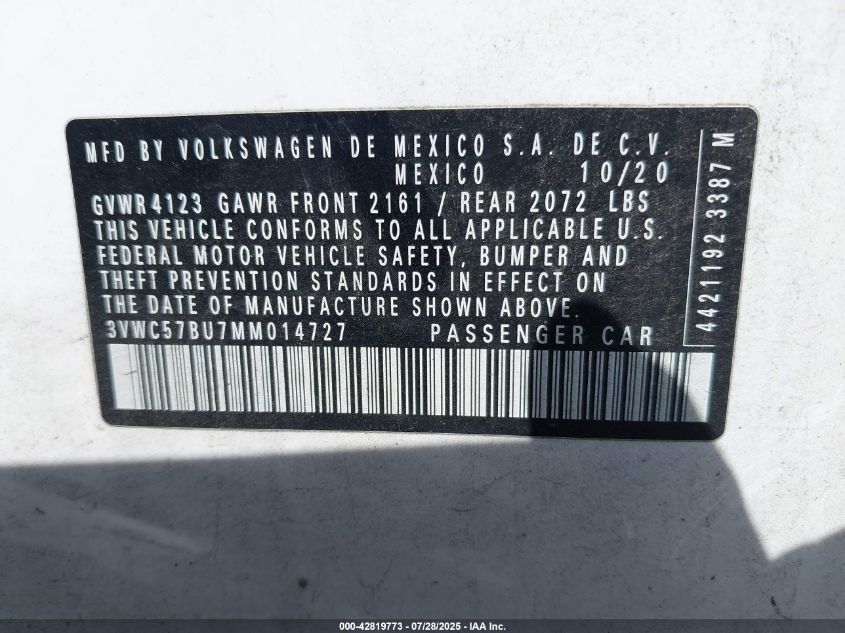 MFD BY VOLKSWAGEN DE MEXICO S.A. DE C.V.
MEXICO 10/20
GVWR 4123 GAWR FRONT 2161 / REAR 2072 LBS
THIS VEHICLE CONFORMS TO ALL APPLICABLE U.S.
FEDERAL MOTOR VEHICLE SAFETY, BUMPER AND
THEFT PREVENTION STANDARDS IN EFFECT ON
THE DATE OF MANUFACTURE SHOWN ABOVE.
3VWC57BU7MM014727 PASSENGER CAR
4421192 3387 M
000-42819773 | 07/28/2025 - IAA Inc.